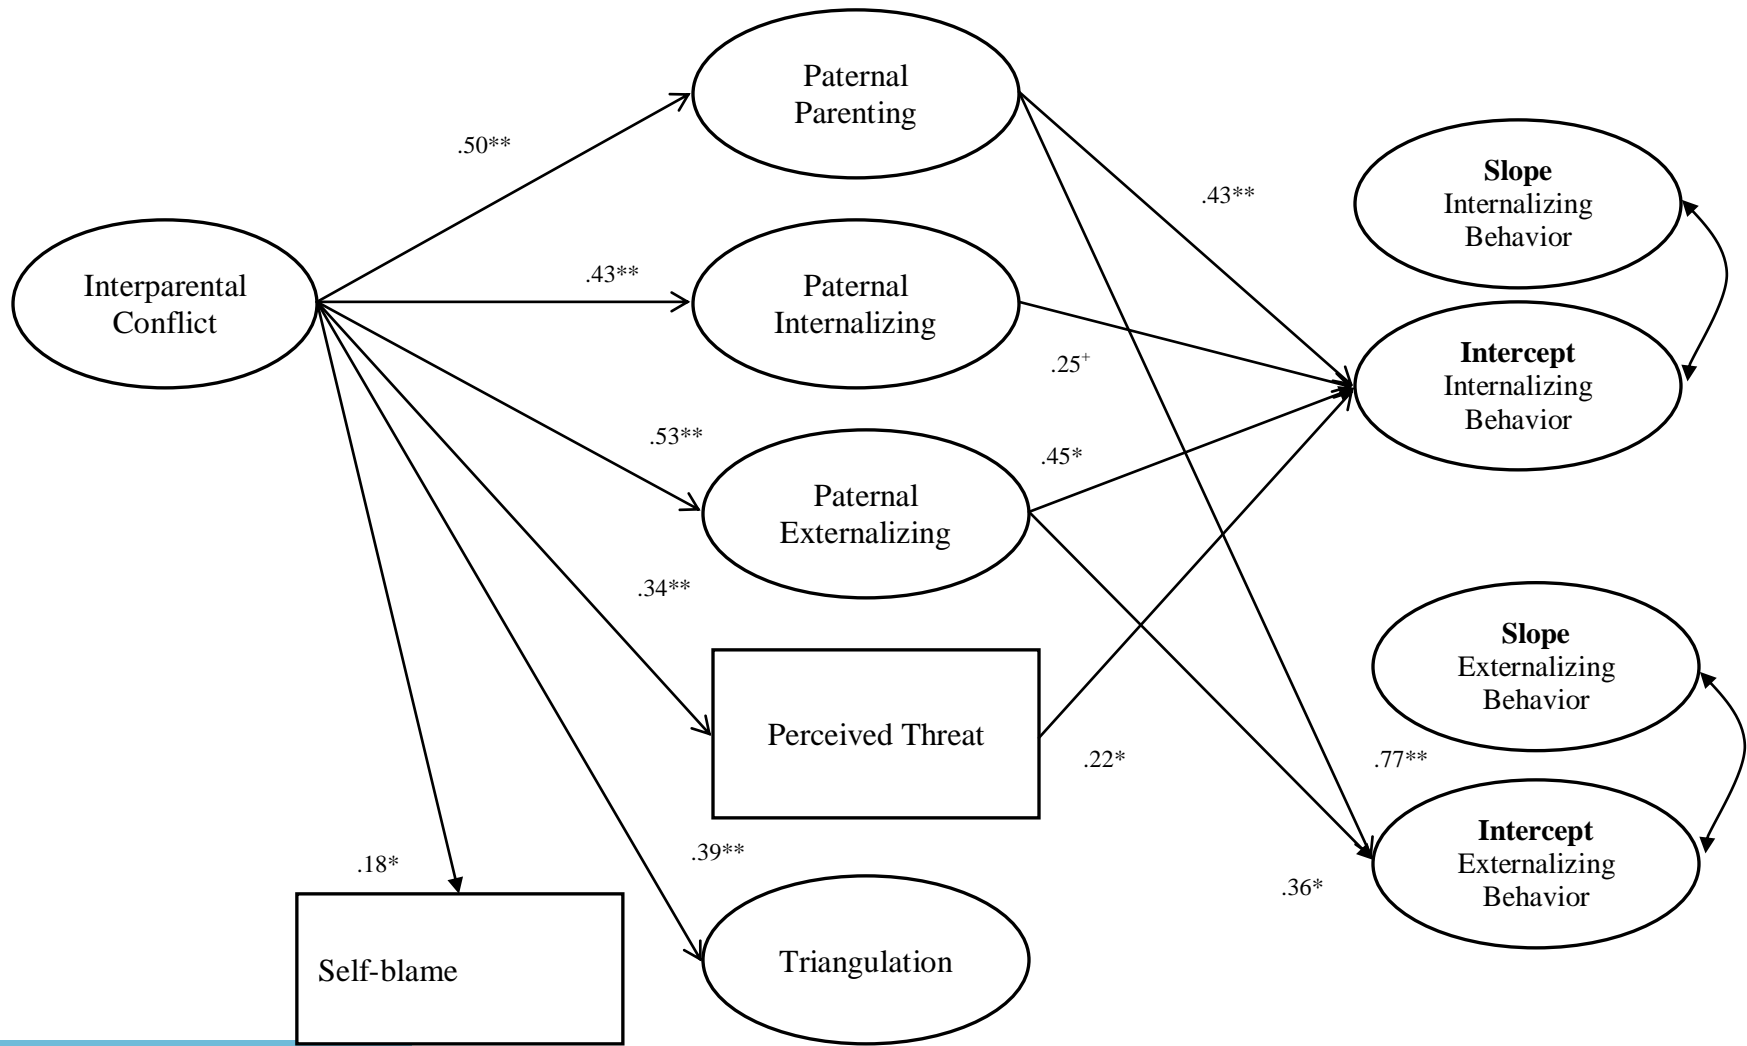 Paternal
Parenting
.50**
.43**
Slope
Internalizing
Behavior
Interparental
Conflict
.43**
Paternal
Internalizing
.25+
Intercept
Internalizing
Behavior
.53**
.45*
Paternal
Externalizing
.34**
Slope
Externalizing
Behavior
Perceived Threat
.22*
.77**
.18*
.39**
.36*
Intercept
Externalizing
Behavior
Self-blame
Triangulation